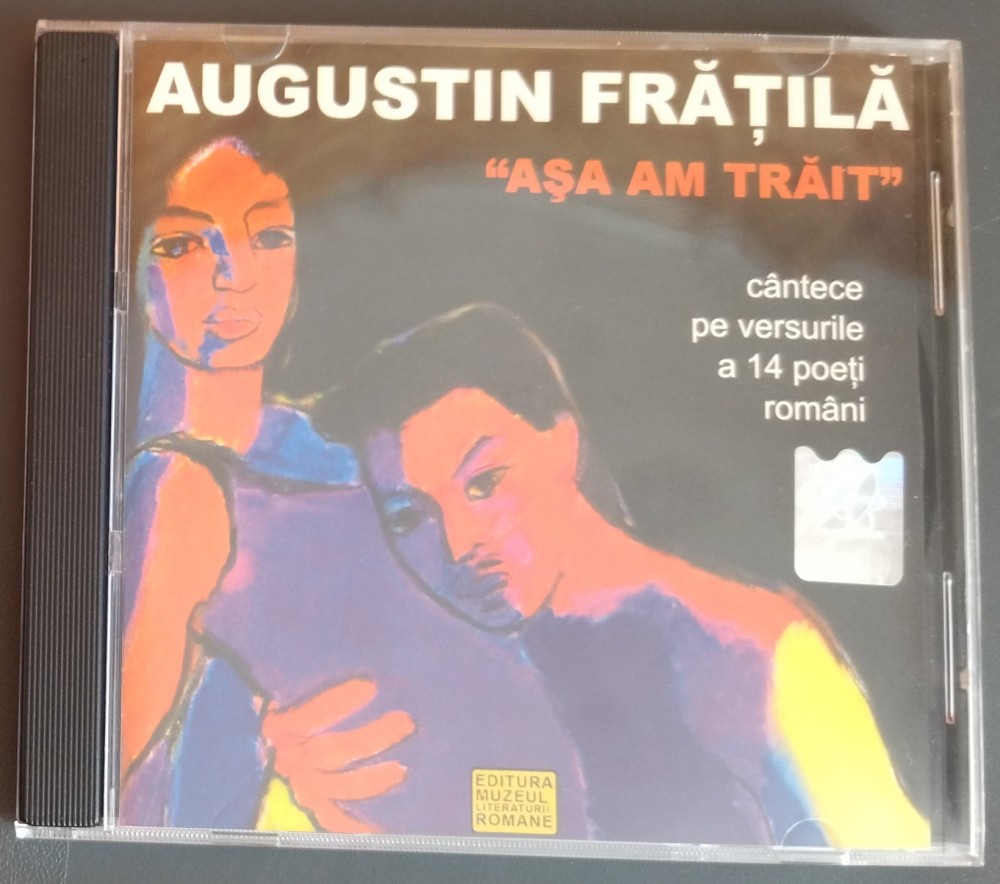 AUGUSTIN FRĂȚILĂ
“AŞA AM TRĂIT”
cântece
pe versurile
a 14 poeți
români
EDITURA
MUZEUL
LITERATURII
ROMANE